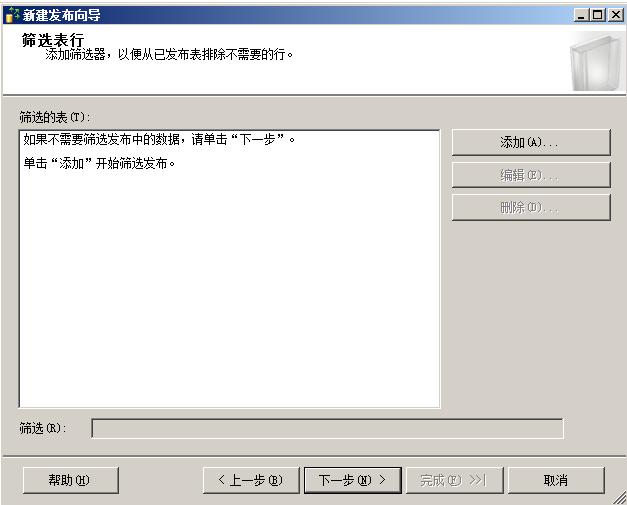 新建发布向导
筛选表行
添加筛选器，以便从已发布表排除不需要的行。
筛选的表(T):
如果不需要筛选发布中的数据，请单击“下一步”。
单击“添加”开始筛选发布。
添加(A)...
编辑(E)...
删除(D)...
筛选(R):
帮助(H)
< 上一步(B)
下一步(N) >
完成(F) >>|
取消